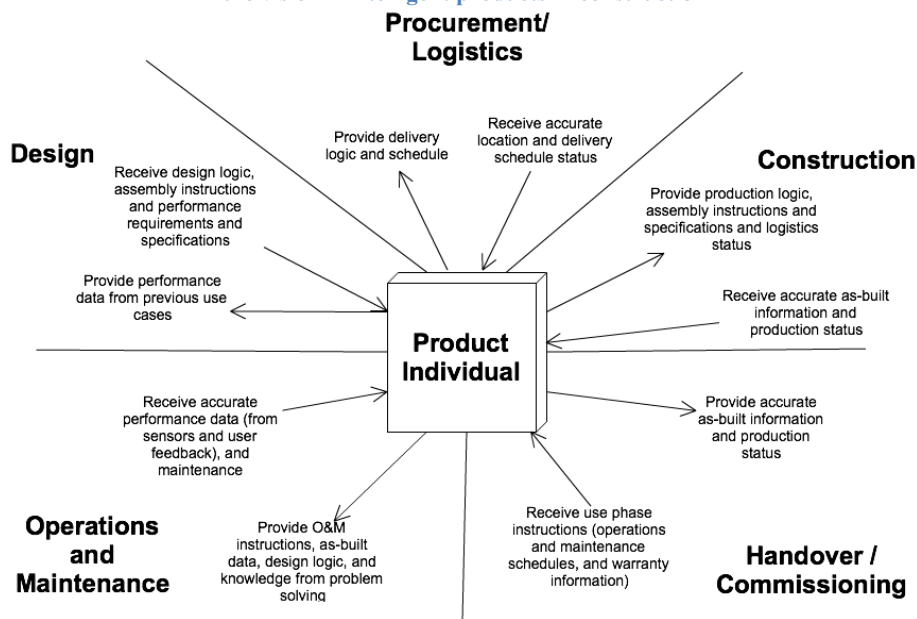 Procurement/
Logistics
Design
Construction
Provide delivery
logic and schedule
Receive accurate
location and delivery
schedule status
Receive design logic,
assembly instructions
and performance
requirements and
specifications
Provide production logic,
assembly instructions and
specifications and logistics
status
Provide performance
data from previous use
cases
Receive accurate as-built
information and
production status
Product
Individual
Receive accurate
performance data (from
sensors and user
feedback), and
maintenance
Provide accurate
as-built information
and production
status
Operations
and
Maintenance
Provide O&M
instructions, as-built
data, design logic, and
knowledge from problem
solving
Receive use phase
instructions (operations
and maintenance
schedules, and warranty
information)
Handover /
Commissioning